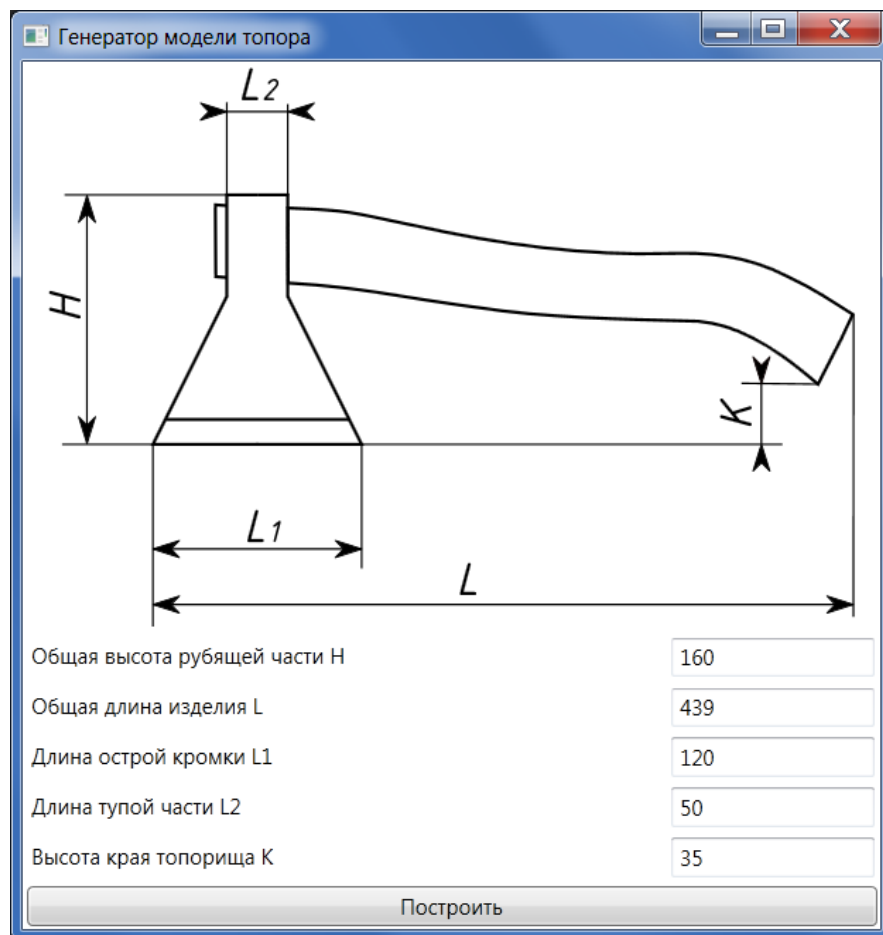 Генератор модели топора
L2
H
K
L1
L
Общая высота рубящей части H
160
Общая длина изделия L
439
Длина острой кромки L1
120
Длина тупой части L2
50
Высота края топорища K
35
Построить